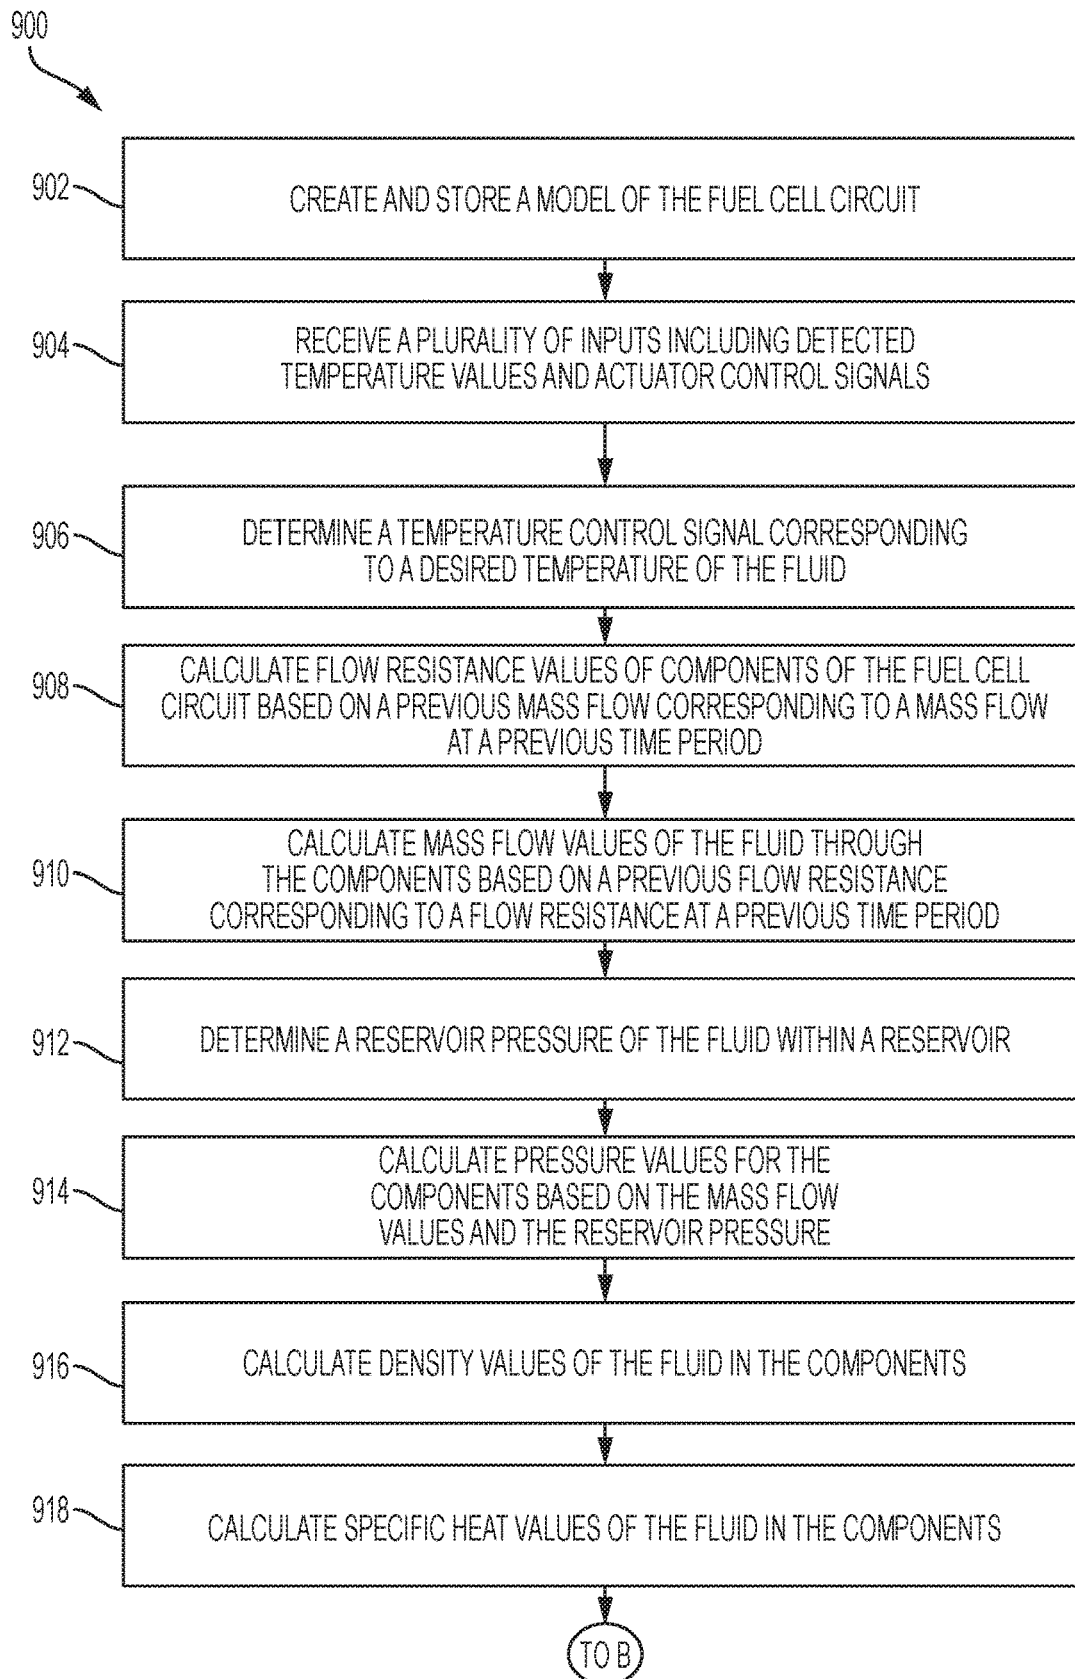 900
902
CREATE AND STORE A MODEL OF THE FUEL CELL CIRCUIT
904
RECEIVE A PLURALITY OF INPUTS INCLUDING DETECTED
TEMPERATURE VALUES AND ACTUATOR CONTROL SIGNALS
906
DETERMINE A TEMPERATURE CONTROL SIGNAL CORRESPONDING
TO A DESIRED TEMPERATURE OF THE FLUID
908
CALCULATE FLOW RESISTANCE VALUES OF COMPONENTS OF THE FUEL CELL
CIRCUIT BASED ON A PREVIOUS MASS FLOW CORRESPONDING TO A MASS FLOW
AT A PREVIOUS TIME PERIOD
910
CALCULATE MASS FLOW VALUES OF THE FLUID THROUGH
THE COMPONENTS BASED ON A PREVIOUS FLOW RESISTANCE
CORRESPONDING TO A FLOW RESISTANCE AT A PREVIOUS TIME PERIOD
912
DETERMINE A RESERVOIR PRESSURE OF THE FLUID WITHIN A RESERVOIR
914
CALCULATE PRESSURE VALUES FOR THE
COMPONENTS BASED ON THE MASS FLOW
VALUES AND THE RESERVOIR PRESSURE
916
CALCULATE DENSITY VALUES OF THE FLUID IN THE COMPONENTS
918
CALCULATE SPECIFIC HEAT VALUES OF THE FLUID IN THE COMPONENTS
TO B